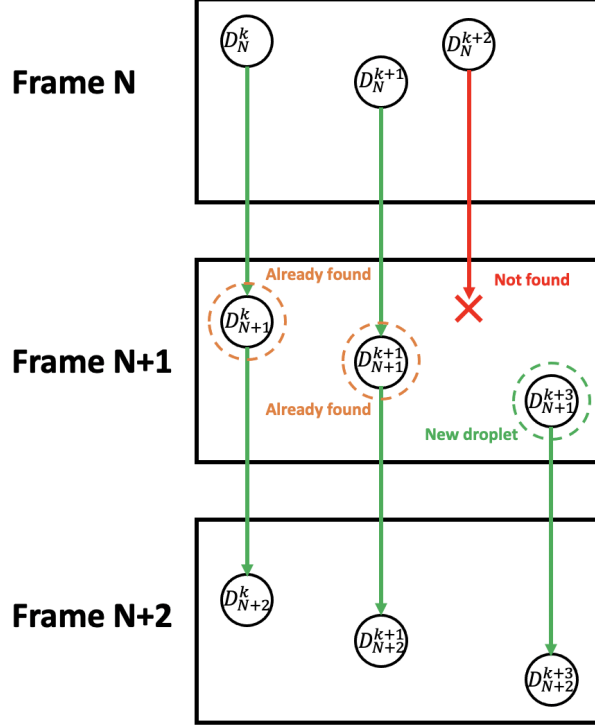 Frame N
$D_N^k$
$D_N^{k+1}$
$D_N^{k+2}$
Frame N+1
Already found
Not found
$D_{N+1}^k$
$D_{N+1}^{k+1}$
$D_{N+1}^{k+3}$
Already found
New droplet
Frame N+2
$D_{N+2}^k$
$D_{N+2}^{k+1}$
$D_{N+2}^{k+3}$